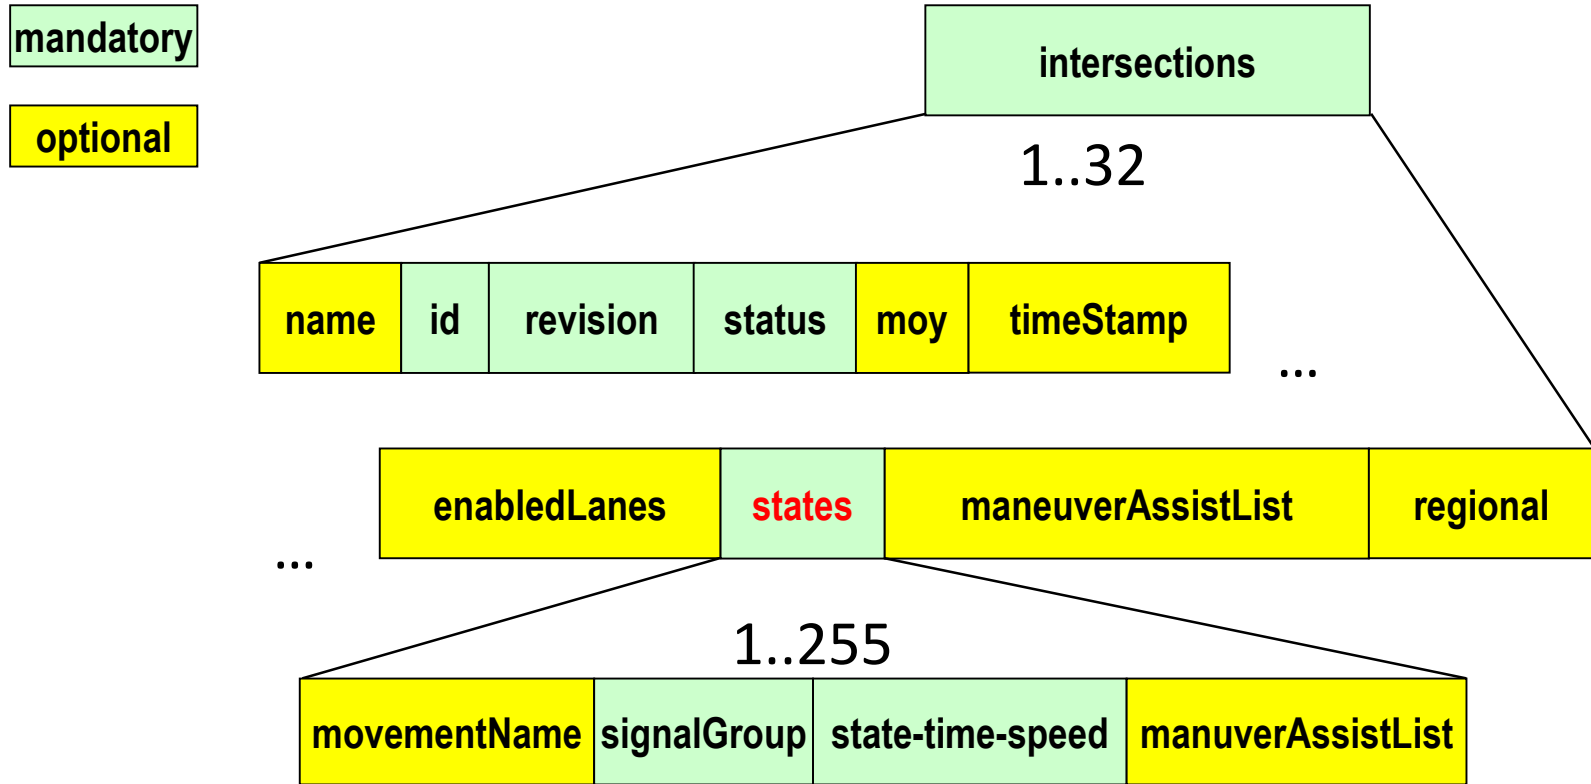 mandatory
optional
intersections
1..32
name id revision status moy timeStamp ...
... enabledLanes states maneuverAssistList regional
1..255
movementName signalGroup state-time-speed manuverAssistList